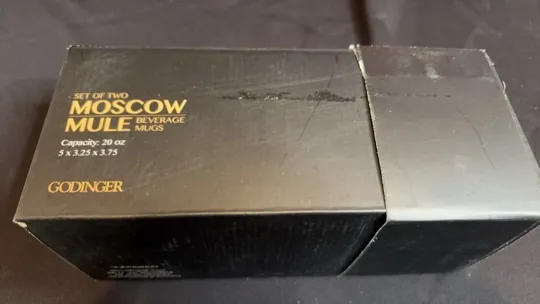 SET OF TWO
MOSCOW
MULE BEVERAGE MUGS
Capacity: 20 oz
5 x 3.25 x 3.75
GODINGER